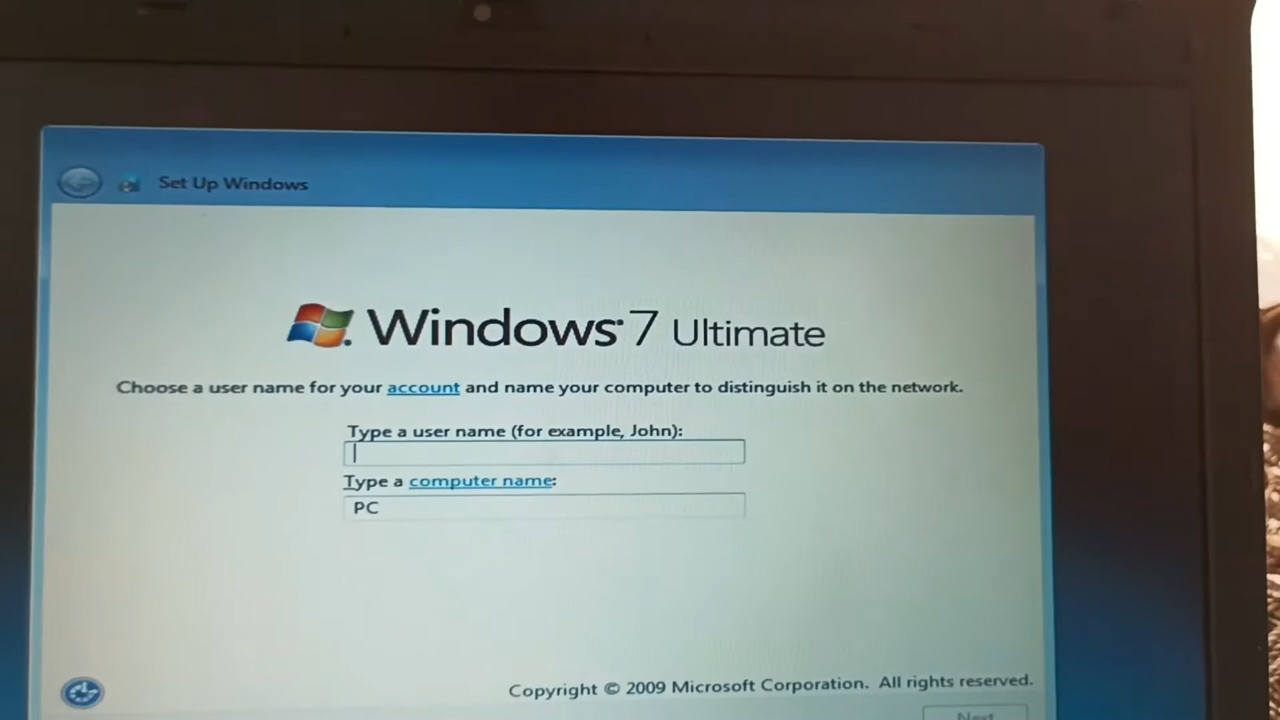 Set Up Windows
Windows 7 Ultimate
Choose a user name for your account and name your computer to distinguish it on the network.
Type a user name (for example, John):
Type a computer name:
PC
Copyright © 2009 Microsoft Corporation. All rights reserved.
Next